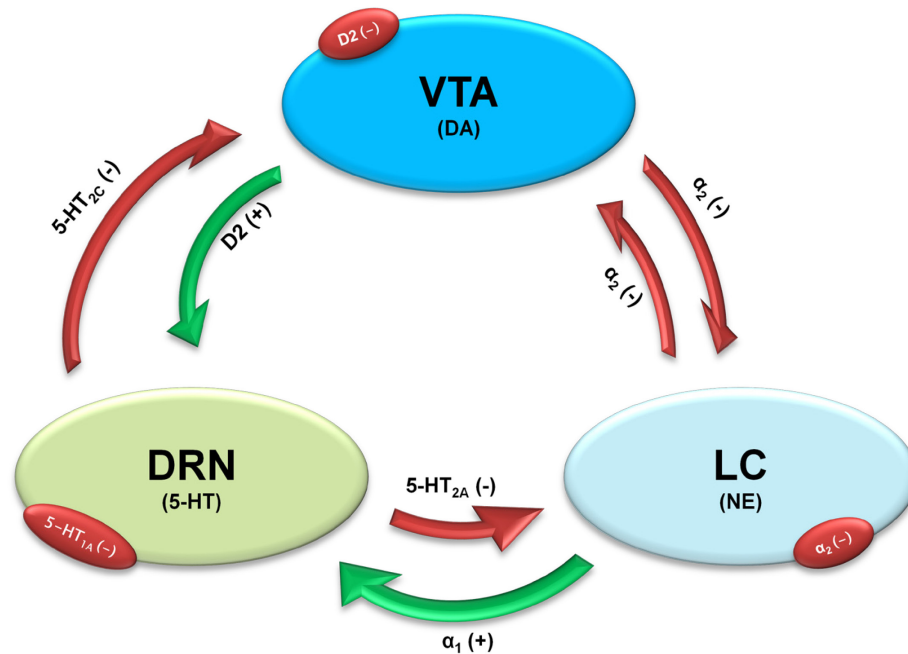 D2 (−)
VTA
(DA)
5-HT₂C (-)
D2 (+)
α₂ (-)
α₂ (-)
DRN
(5-HT)
5-HT₁A (−)
5-HT₂A (-)
LC
(NE)
α₂ (−)
α₁ (+)